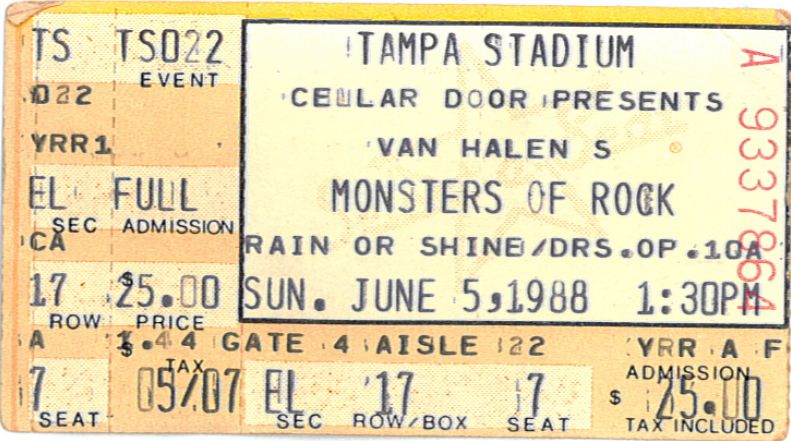 TS TS022 TAMPA STADIUM
EVENT
022 CELLAR DOOR PRESENTS
YRR1 VAN HALEN S
EL FULL MONSTERS OF ROCK
SEC ADMISSION
CA RAIN OR SHINE/DRS.OP.10A
17 $25.00 SUN. JUNE 5,1988 1:30PM
ROW PRICE
A $1.44 GATE 4 AISLE 22 YRR A F
TAX ADMISSION
7 05/07 EL 17 7 $25.00
SEAT SEC ROW/BOX SEAT TAX INCLUDED
A 9337864